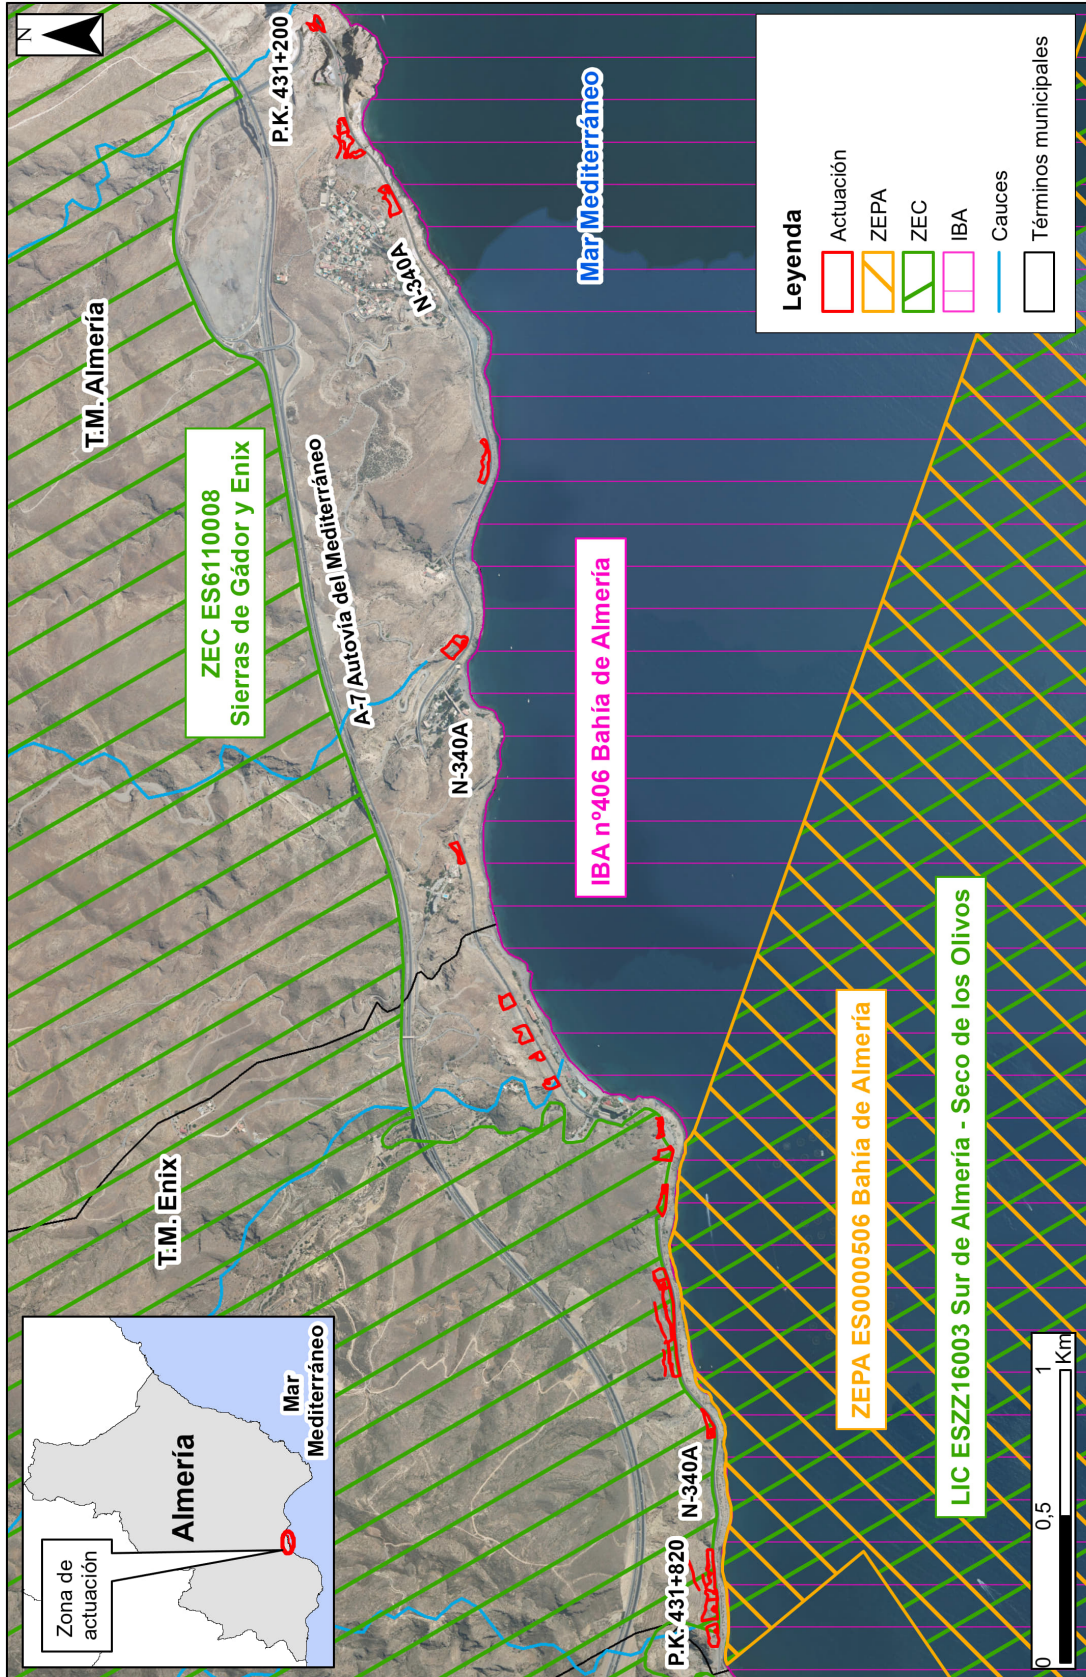 Zona de
actuación
Almería
Mar
Mediterráneo
N
T.M. Enix
T.M. Almería
ZEC ES6110008
Sierras de Gádor y Enix
A-7 Autovía del Mediterráneo
P.K. 431+200
N-340A
N-340A
N-340A
P.K. 431+820
Mar Mediterráneo
IBA nº406 Bahía de Almería
ZEPA ES0000506 Bahía de Almería
LIC ESZZ16003 Sur de Almería - Seco de los Olivos
0
0,5
1
Km
Leyenda
Actuación
ZEPA
ZEC
IBA
Cauces
Términos municipales